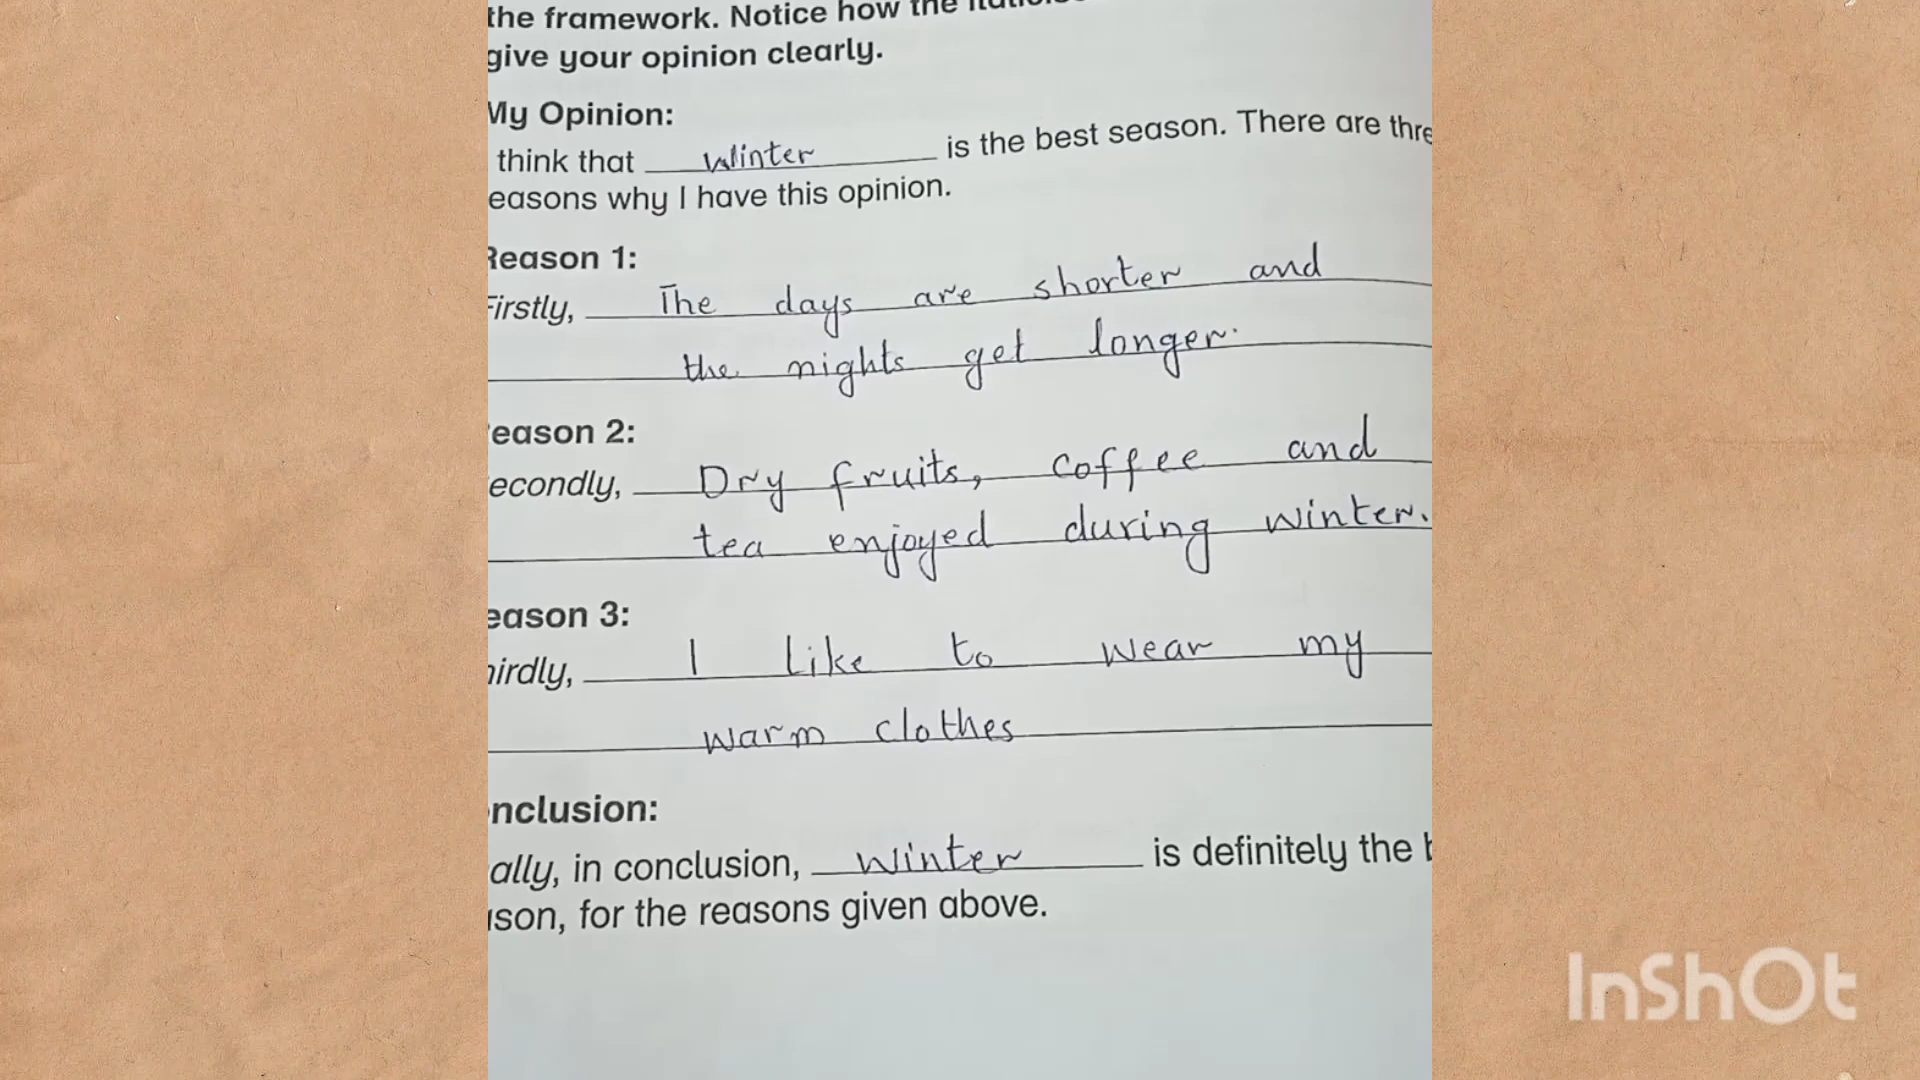 the framework. Notice how the
give your opinion clearly.
My Opinion:
think that Winter is the best season. There are thre
easons why I have this opinion.
Reason 1:
Firstly, The days are shorter and
the nights get longer.
eason 2:
econdly, Dry fruits, coffee and
tea enjoyed during winter.
eason 3:
hirdly, I like to wear my
warm clothes
nclusion:
ally, in conclusion, Winter is definitely the b
ason, for the reasons given above.
InShOt